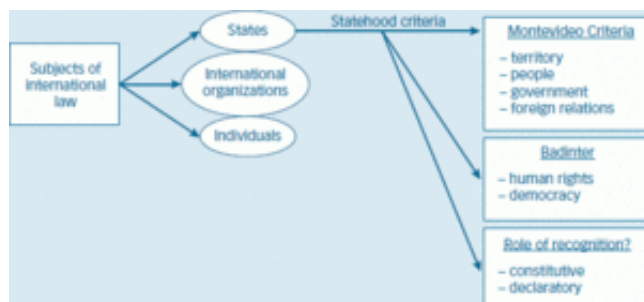 Subjects of
international
law
States
International
organizations
Individuals
Statehood criteria
Montevideo Criteria
– territory
– people
– government
– foreign relations
Badinter
– human rights
– democracy
Role of recognition?
– constitutive
– declaratory